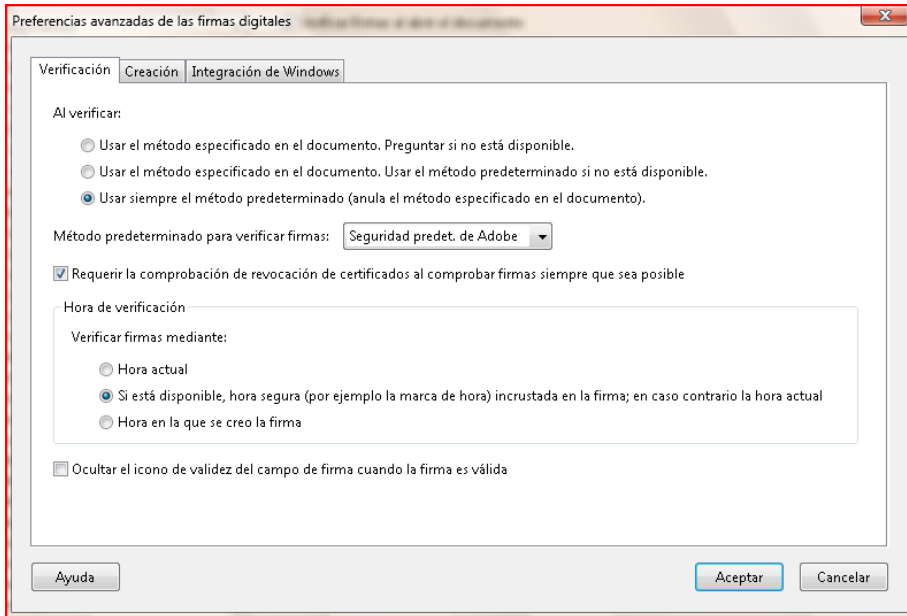 Preferencias avanzadas de las firmas digitales
Verificar firmas al abrir el documento
Verificación
Creación
Integración de Windows
Al verificar:
Usar el método especificado en el documento. Preguntar si no está disponible.
Usar el método especificado en el documento. Usar el método predeterminado si no está disponible.
Usar siempre el método predeterminado (anula el método especificado en el documento).
Método predeterminado para verificar firmas: Seguridad predet. de Adobe
Requerir la comprobación de revocación de certificados al comprobar firmas siempre que sea posible
Hora de verificación
Verificar firmas mediante:
Hora actual
Si está disponible, hora segura (por ejemplo la marca de hora) incrustada en la firma; en caso contrario la hora actual
Hora en la que se creo la firma
Ocultar el icono de validez del campo de firma cuando la firma es válida
Ayuda
Aceptar
Cancelar